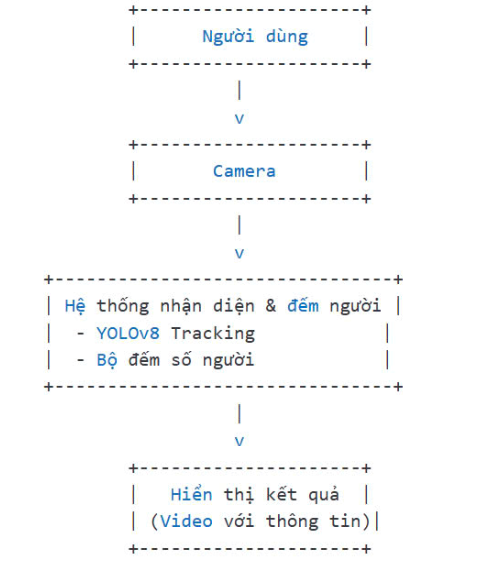 +---------------------+
|      Người dùng     |
+---------------------+
|
v
+---------------------+
|       Camera        |
+---------------------+
|
v
+--------------------------------+
| Hệ thống nhận diện & đếm người |
|  - YOLOv8 Tracking            |
|  - Bộ đếm số người            |
+--------------------------------+
|
v
+---------------------+
|   Hiển thị kết quả  |
| (Video với thông tin)|
+---------------------+